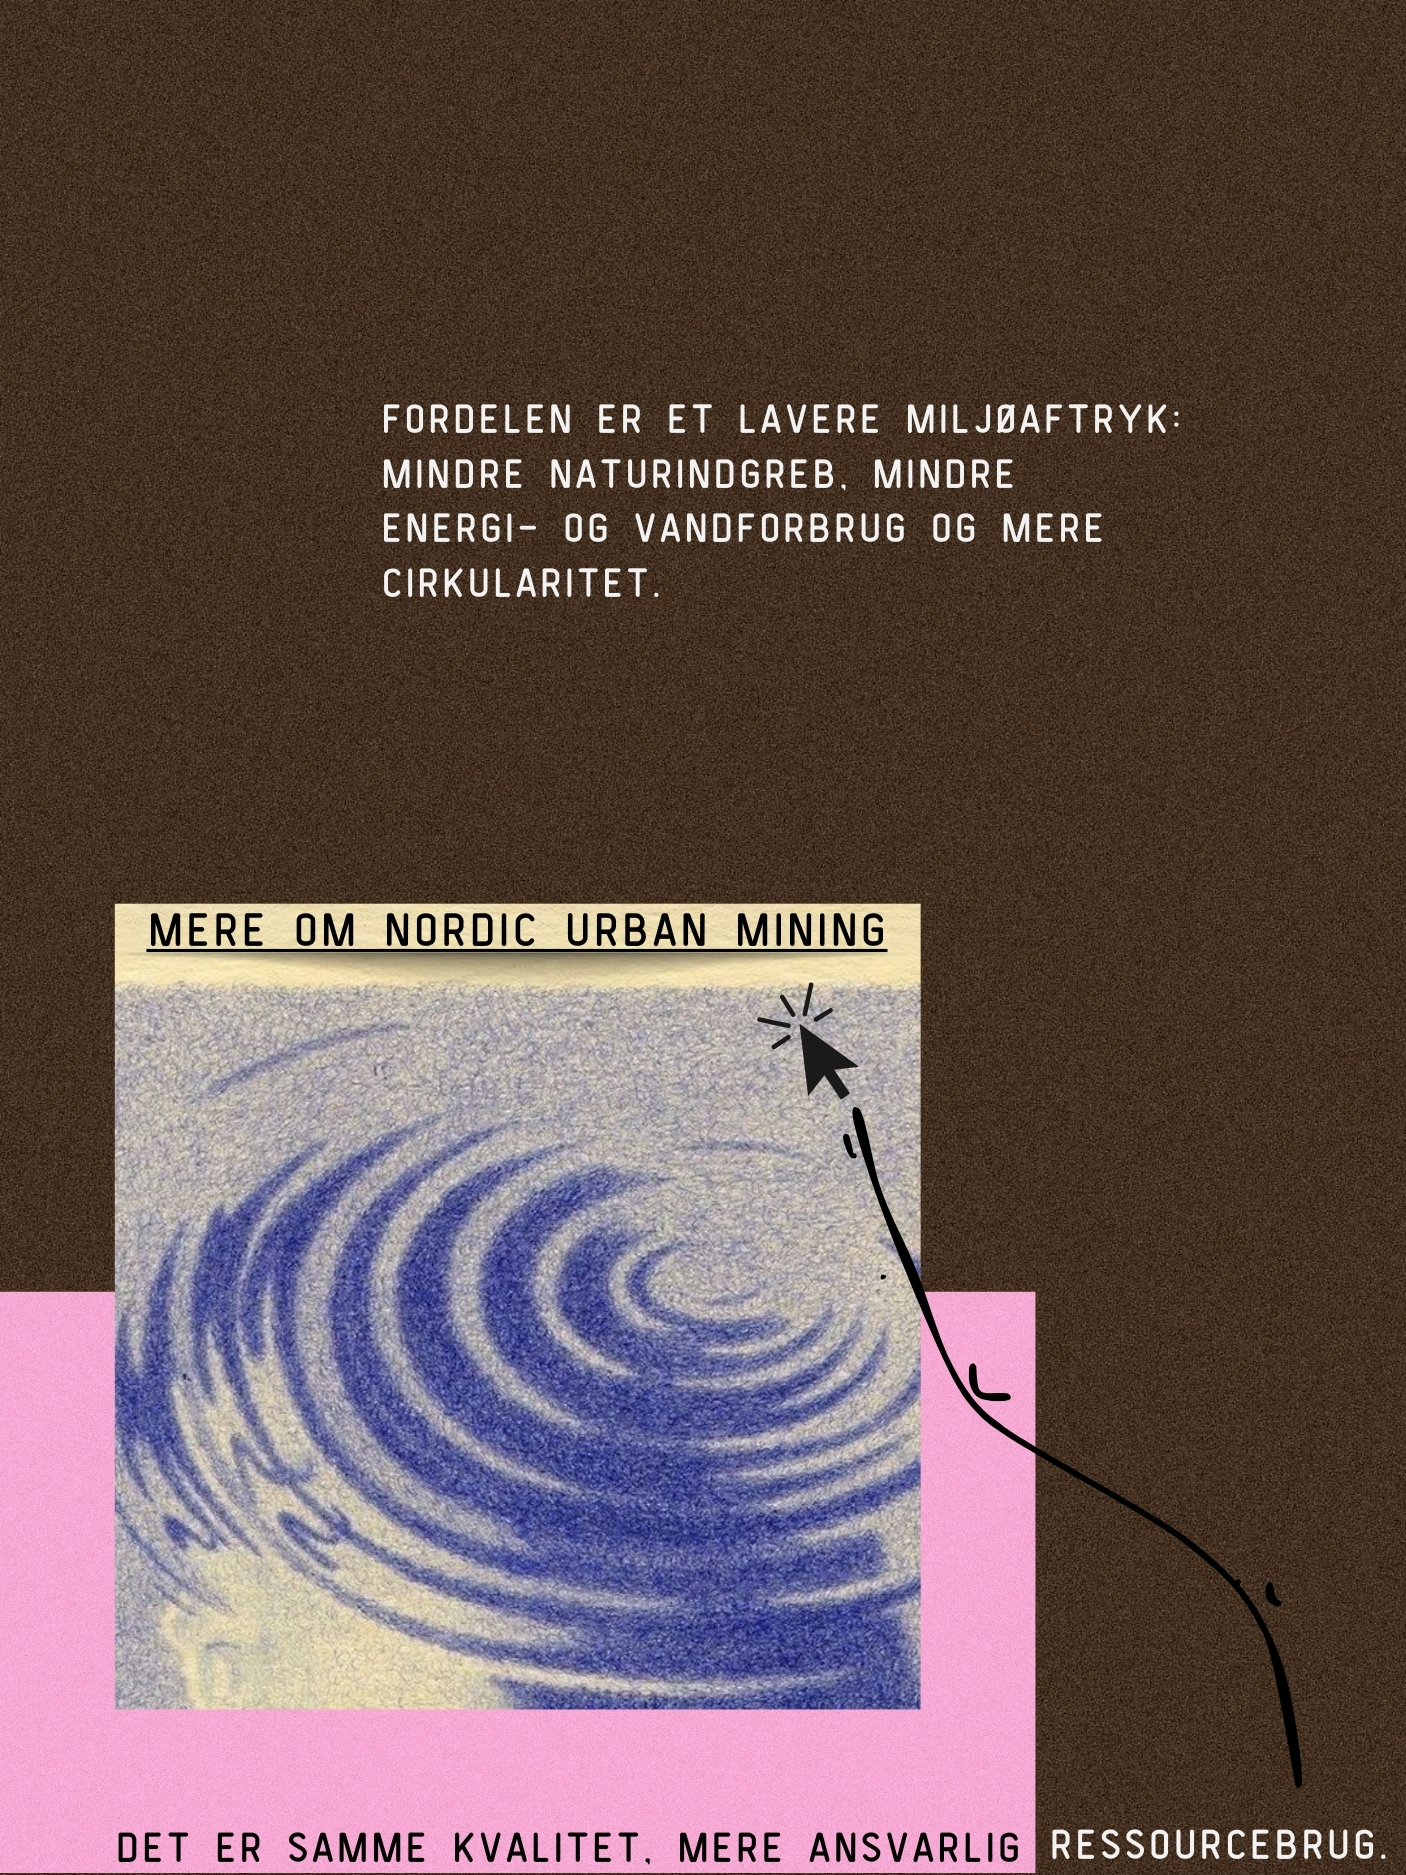 FORDELEN ER ET LAVERE MILJØAFTRYK:
MINDRE NATURINDGREB, MINDRE
ENERGI- OG VANDFORBRUG OG MERE
CIRKULARITET.
MERE OM NORDIC URBAN MINING
DET ER SAMME KVALITET, MERE ANSVARLIG RESSOURCEBRUG.